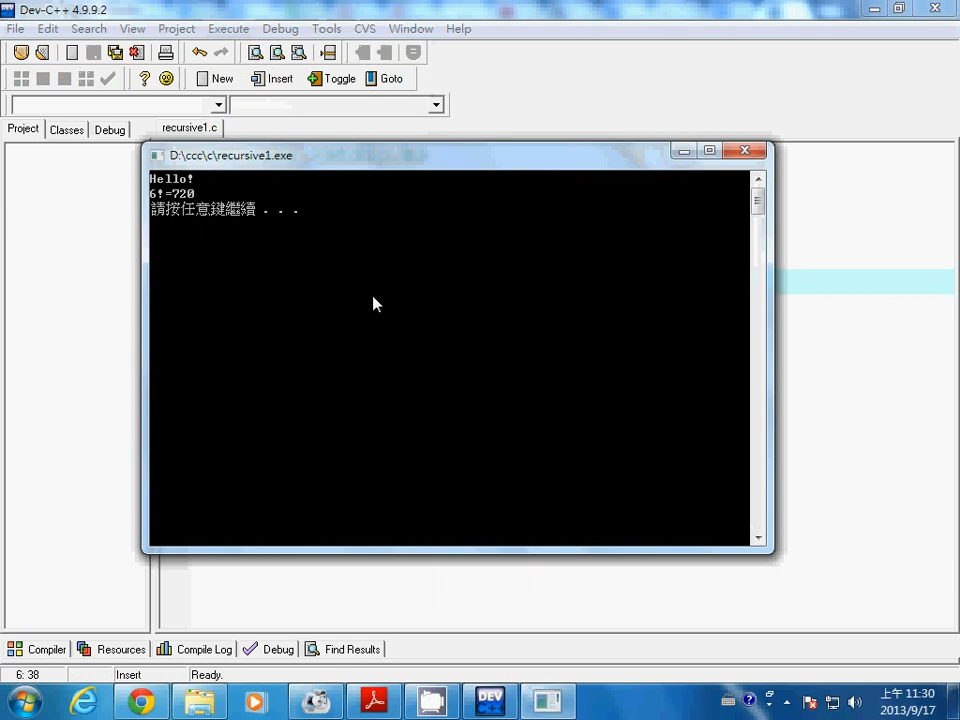 Dev-C++ 4.9.9.2
File Edit Search View Project Execute Debug Tools CVS Window Help
New Insert Toggle Goto
Project Classes Debug recursive1.c
D:\ccc\c\recursive1.exe
Hello!
6!=720
請按任意鍵繼續 . . .
Compiler Resources Compile Log Debug Find Results
6: 38 Insert Ready.
DEV C++
上午 11:30
2013/9/17